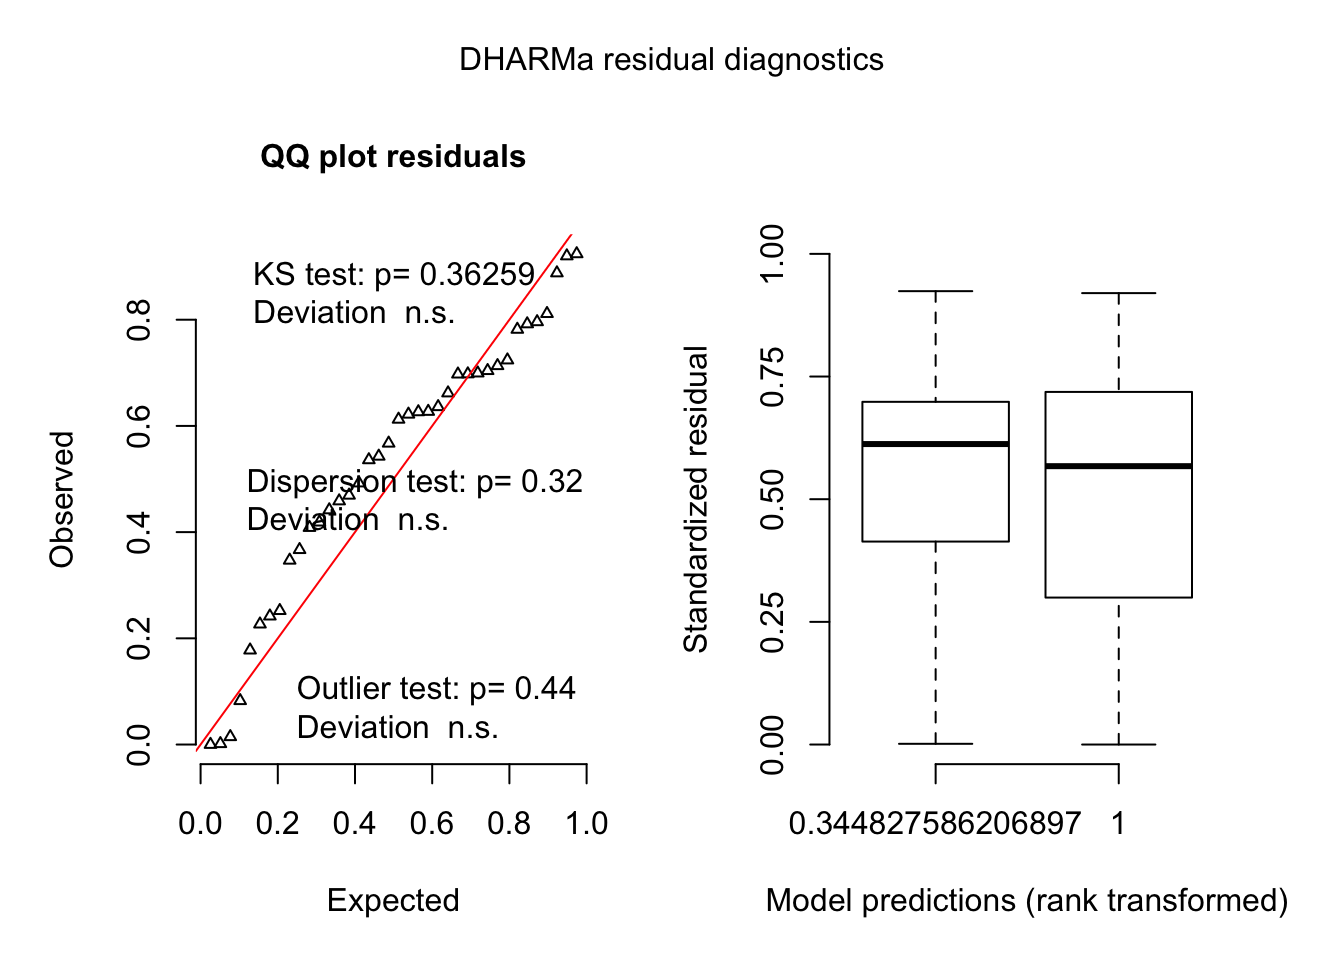 DHARMa residual diagnostics
QQ plot residuals
KS test: p= 0.36259
Deviation  n.s.
Dispersion test: p= 0.32
Deviation  n.s.
Outlier test: p= 0.44
Deviation  n.s.
Observed
0.0 0.2 0.4 0.6 0.8
0.0 0.2 0.4 0.6 0.8 1.0
Expected
Standardized residual
0.00 0.25 0.50 0.75 1.00
0.344827586206897 1
Model predictions (rank transformed)